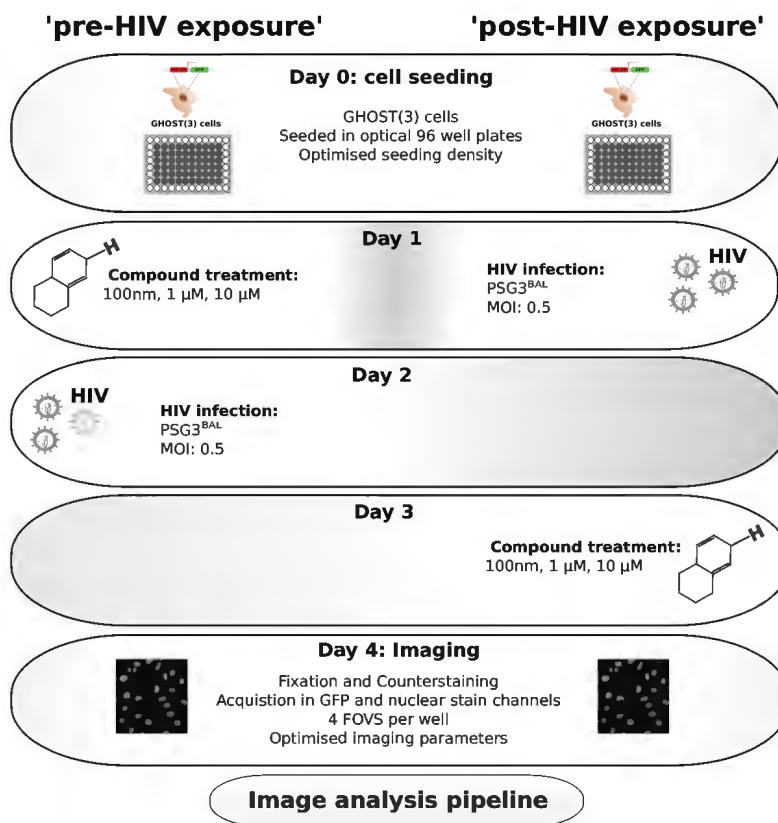 'pre-HIV exposure'
'post-HIV exposure'
Day 0: cell seeding
GFP
GHOST(3) cells
GHOST(3) cells
Seeded in optical 96 well plates
Optimised seeding density
GFP
GHOST(3) cells
Day 1
H
Compound treatment:
100nm, 1 µM, 10 µM
HIV infection:
PSG3BAL
MOI: 0.5
HIV
Day 2
HIV
HIV infection:
PSG3BAL
MOI: 0.5
Day 3
Compound treatment:
100nm, 1 µM, 10 µM
H
Day 4: Imaging
Fixation and Counterstaining
Acquistion in GFP and nuclear stain channels
4 FOVS per well
Optimised imaging parameters
Image analysis pipeline